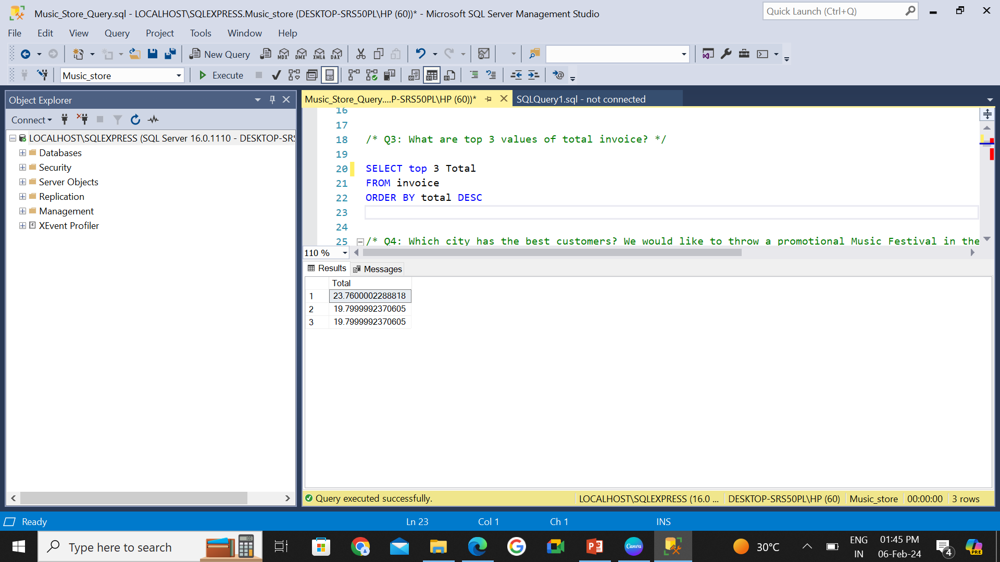 Music_Store_Query.sql - LOCALHOST\SQLEXPRESS.Music_store (DESKTOP-SRS50PL\HP (60))* - Microsoft SQL Server Management Studio
Quick Launch (Ctrl+Q)
File Edit View Query Project Tools Window Help
New Query MDX DMX XMLA DAX
Music_store Execute
Object Explorer
Connect
LOCALHOST\SQLEXPRESS (SQL Server 16.0.1110 - DESKTOP-SRS
Databases
Security
Server Objects
Replication
Management
XEvent Profiler
Music_Store_Query....P-SRS50PL\HP (60))* SQLQuery1.sql - not connected
16
17
18 /* Q3: What are top 3 values of total invoice? */
19
20 SELECT top 3 Total
21 FROM invoice
22 ORDER BY total DESC
23
24
25 /* Q4: Which city has the best customers? We would like to throw a promotional Music Festival in the
110 %
Results Messages
Total
1 23.7600002288818
2 19.7999992370605
3 19.7999992370605
Query executed successfully. LOCALHOST\SQLEXPRESS (16.0 ... DESKTOP-SRS50PL\HP (60) Music_store 00:00:00 3 rows
Ready Ln 23 Col 1 Ch 1 INS
Type here to search
Canva
30°C
ENG
IN
01:45 PM
06-Feb-24
4
PRE